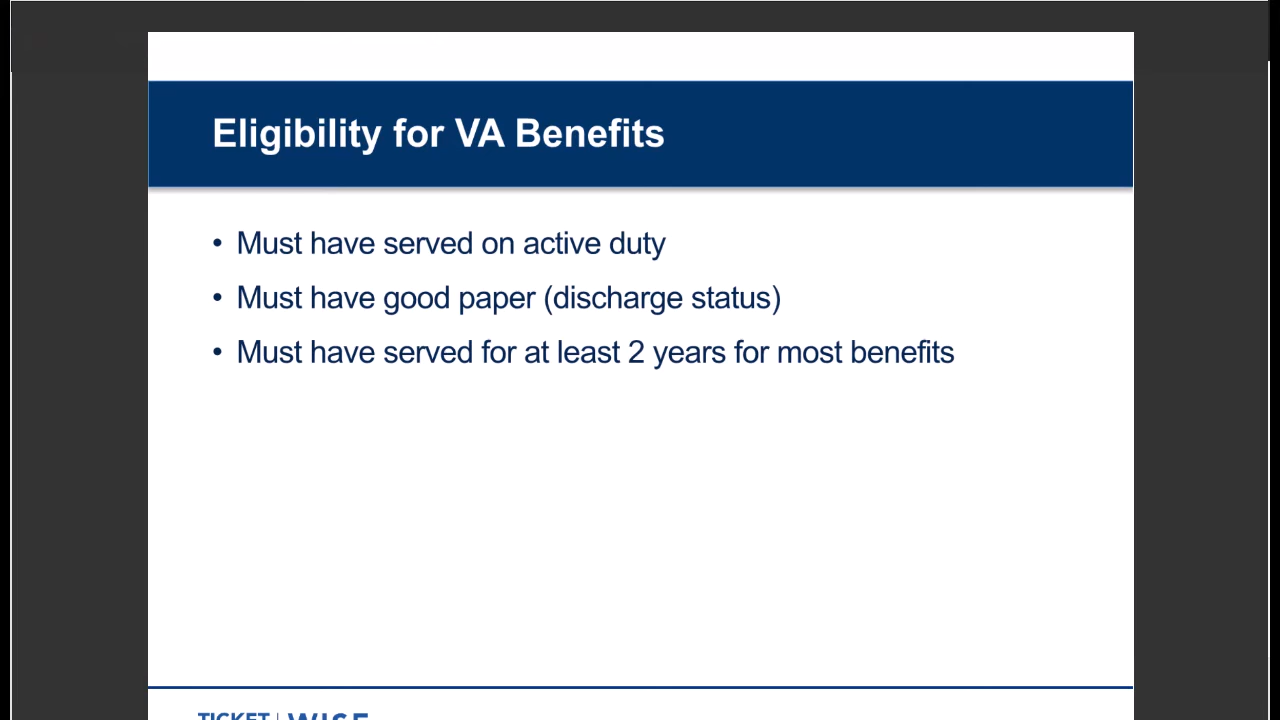 Eligibility for VA Benefits
• Must have served on active duty
• Must have good paper (discharge status)
• Must have served for at least 2 years for most benefits
TICKET | WISE